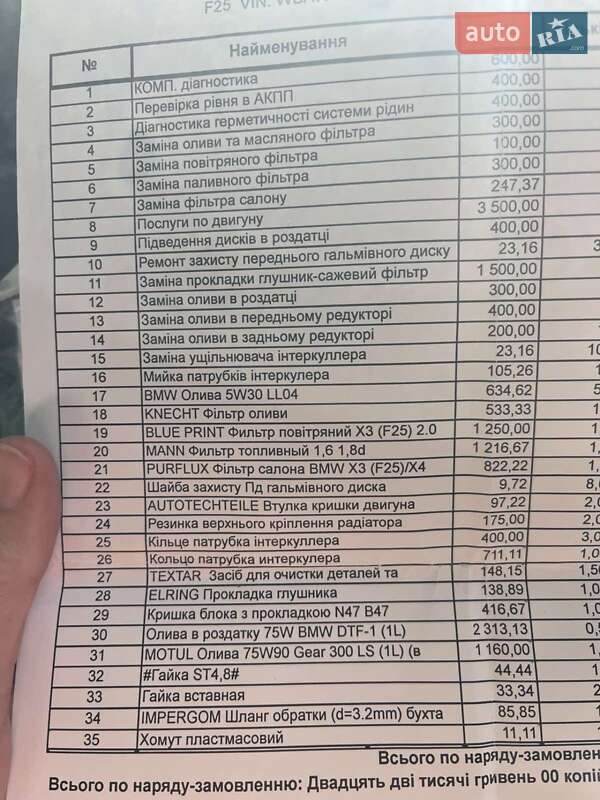 F25 VIN:
№ Найменування
1 КОМП. діагностика 600,00
2 Перевірка рівня в АКПП 400,00
3 Діагностика герметичності системи рідин 400,00
4 Заміна оливи та масляного фільтра 300,00
5 Заміна повітряного фільтра 100,00
6 Заміна паливного фільтра 300,00
7 Заміна фільтра салону 247,37
8 Послуги по двигуну 3 500,00
9 Підведення дисків в роздатці 400,00
10 Ремонт захисту переднього гальмівного диску 23,16
11 Заміна прокладки глушник-сажевий фільтр 1 500,00
12 Заміна оливи в роздатці 300,00
13 Заміна оливи в передньому редукторі 400,00
14 Заміна оливи в задньому редукторі 200,00
15 Заміна ущільнювача інтеркуллера 23,16
16 Мийка патрубків інтеркулера 105,26
17 BMW Олива 5W30 LL04 634,62
18 KNECHT Фільтр оливи 533,33
19 BLUE PRINT Фильтр повітряний X3 (F25) 2.0 1 250,00
20 MANN Фильтр топливный 1,6 1,8d 1 216,67
21 PURFLUX Фільтр салона BMW X3 (F25)/X4 822,22
22 Шайба захисту Пд гальмівного диска 9,72
23 AUTOTECHTEILE Втулка кришки двигуна 97,22
24 Резинка верхнього кріплення радіатора 175,00
25 Кільце патрубка інтеркуллера 400,00
26 Кольцо патрубка интеркулера 711,11
27 TEXTAR Засіб для очистки деталей та 148,15
28 ELRING Прокладка глушника 138,89
29 Кришка блока з прокладкою N47 B47 416,67
30 Олива в роздатку 75W BMW DTF-1 (1L) 2 313,13
31 MOTUL Олива 75W90 Gear 300 LS (1L) (в 1 160,00
32 #Гайка ST4,8# 44,44
33 Гайка вставная 33,34
34 IMPERGOM Шланг обратки (d=3.2mm) бухта 85,85
35 Хомут пластмасовий 11,11
Всього по наряду-замовлен
Всього по наряду-замовленню: Двадцять дві тисячі гривень 00 копій
auto RIA .com